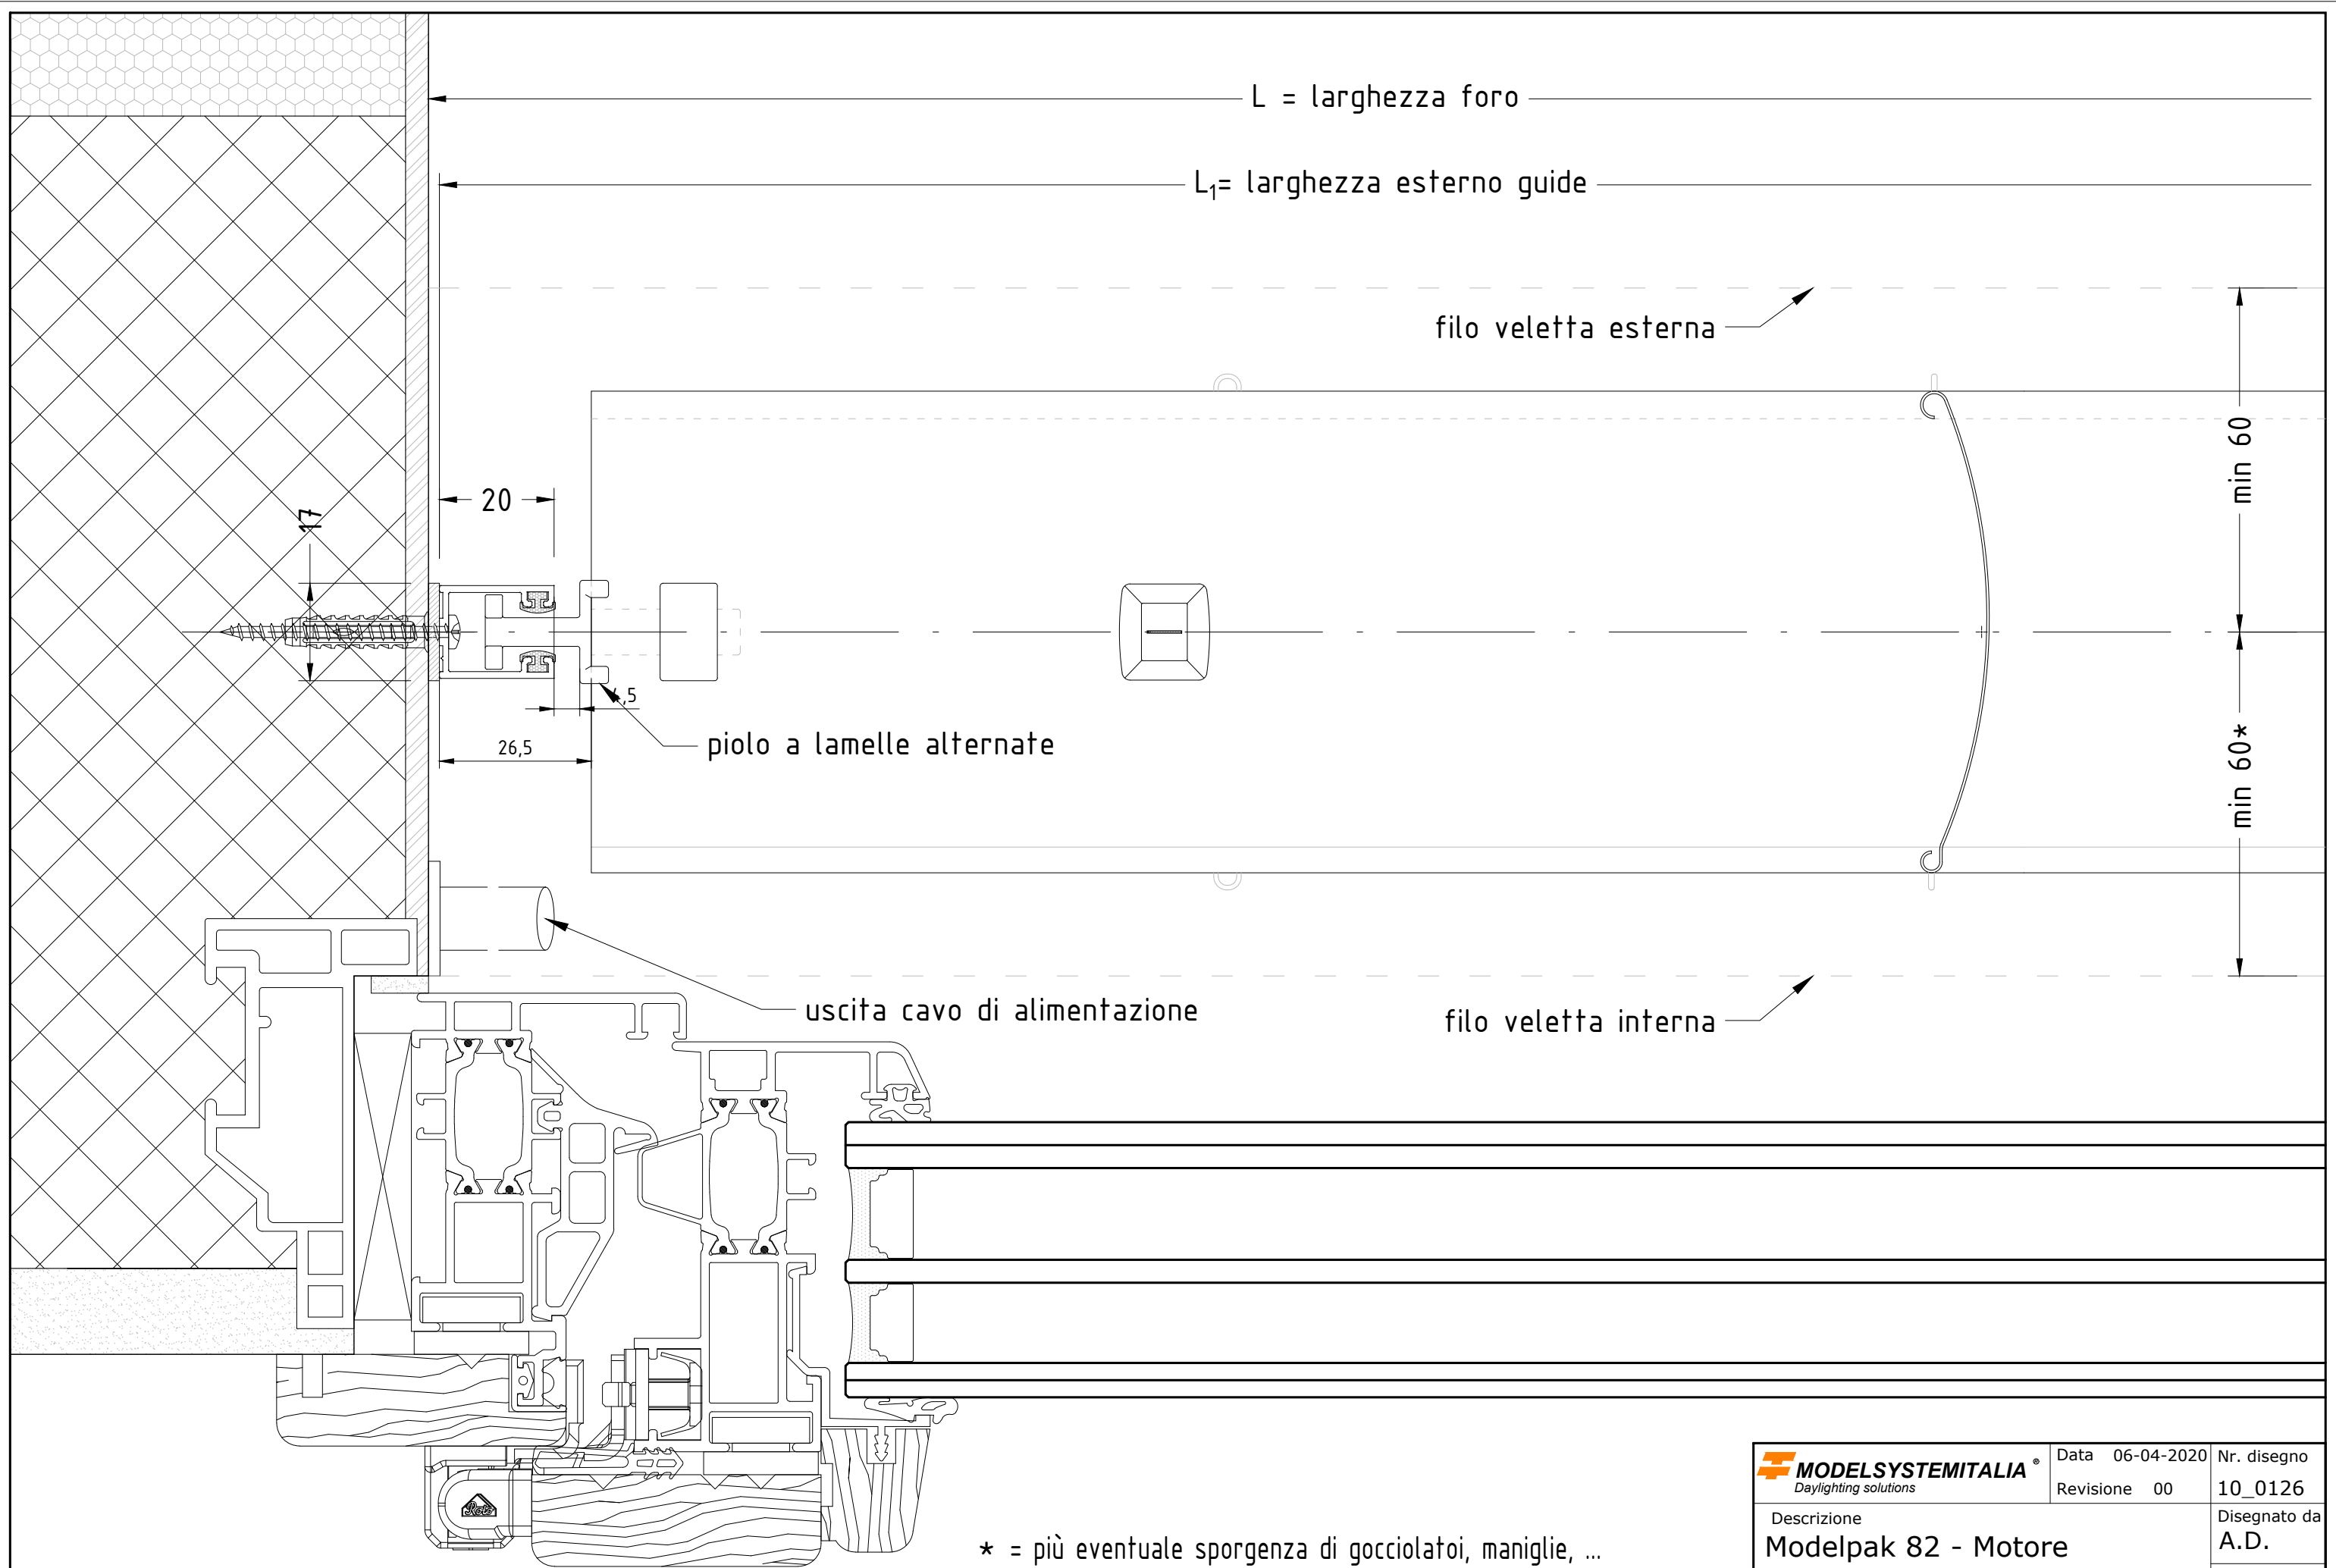 L = larghezza foro
L₁= larghezza esterno guide
filo veletta esterna
min 60
20
17
,5
26,5
piolo a lamelle alternate
min 60*
uscita cavo di alimentazione
filo veletta interna
Roto
* = più eventuale sporgenza di gocciolatoi, maniglie, ...
MODELSYSTEMITALIA ®
Daylighting solutions
Data 06-04-2020
Revisione 00
Nr. disegno
10_0126
Descrizione
Modelpak 82 - Motore
Disegnato da
A.D.